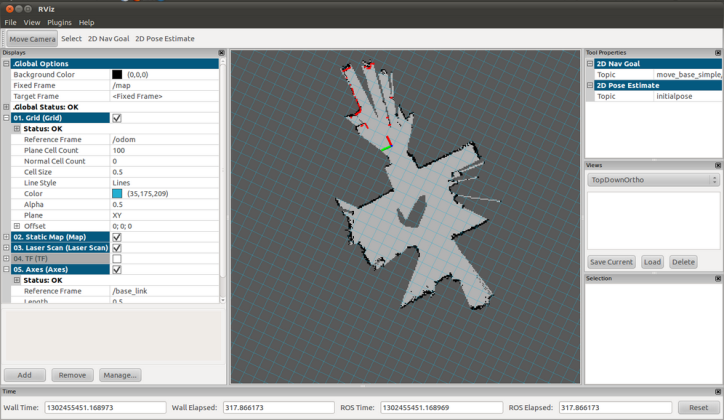 RViz
File View Plugins Help
Move Camera Select 2D Nav Goal 2D Pose Estimate
Displays
.Global Options
Background Color (0,0,0)
Fixed Frame /map
Target Frame <Fixed Frame>
.Global Status: OK
01. Grid (Grid)
Status: OK
Reference Frame /odom
Plane Cell Count 100
Normal Cell Count 0
Cell Size 0.5
Line Style Lines
Color (35,175,209)
Alpha 0.5
Plane XY
Offset 0; 0; 0
02. Static Map (Map)
03. Laser Scan (Laser Scan)
04. TF (TF)
05. Axes (Axes)
Status: OK
Reference Frame /base_link
Length 0.5
Add Remove Manage...
Tool Properties
2D Nav Goal
Topic move_base_simple,
2D Pose Estimate
Topic initialpose
Views
TopDownOrtho
Save Current Load Delete
Selection
Time
Wall Time: 1302455451.168973 Wall Elapsed: 317.866173 ROS Time: 1302455451.168969 ROS Elapsed: 317.866173 Reset